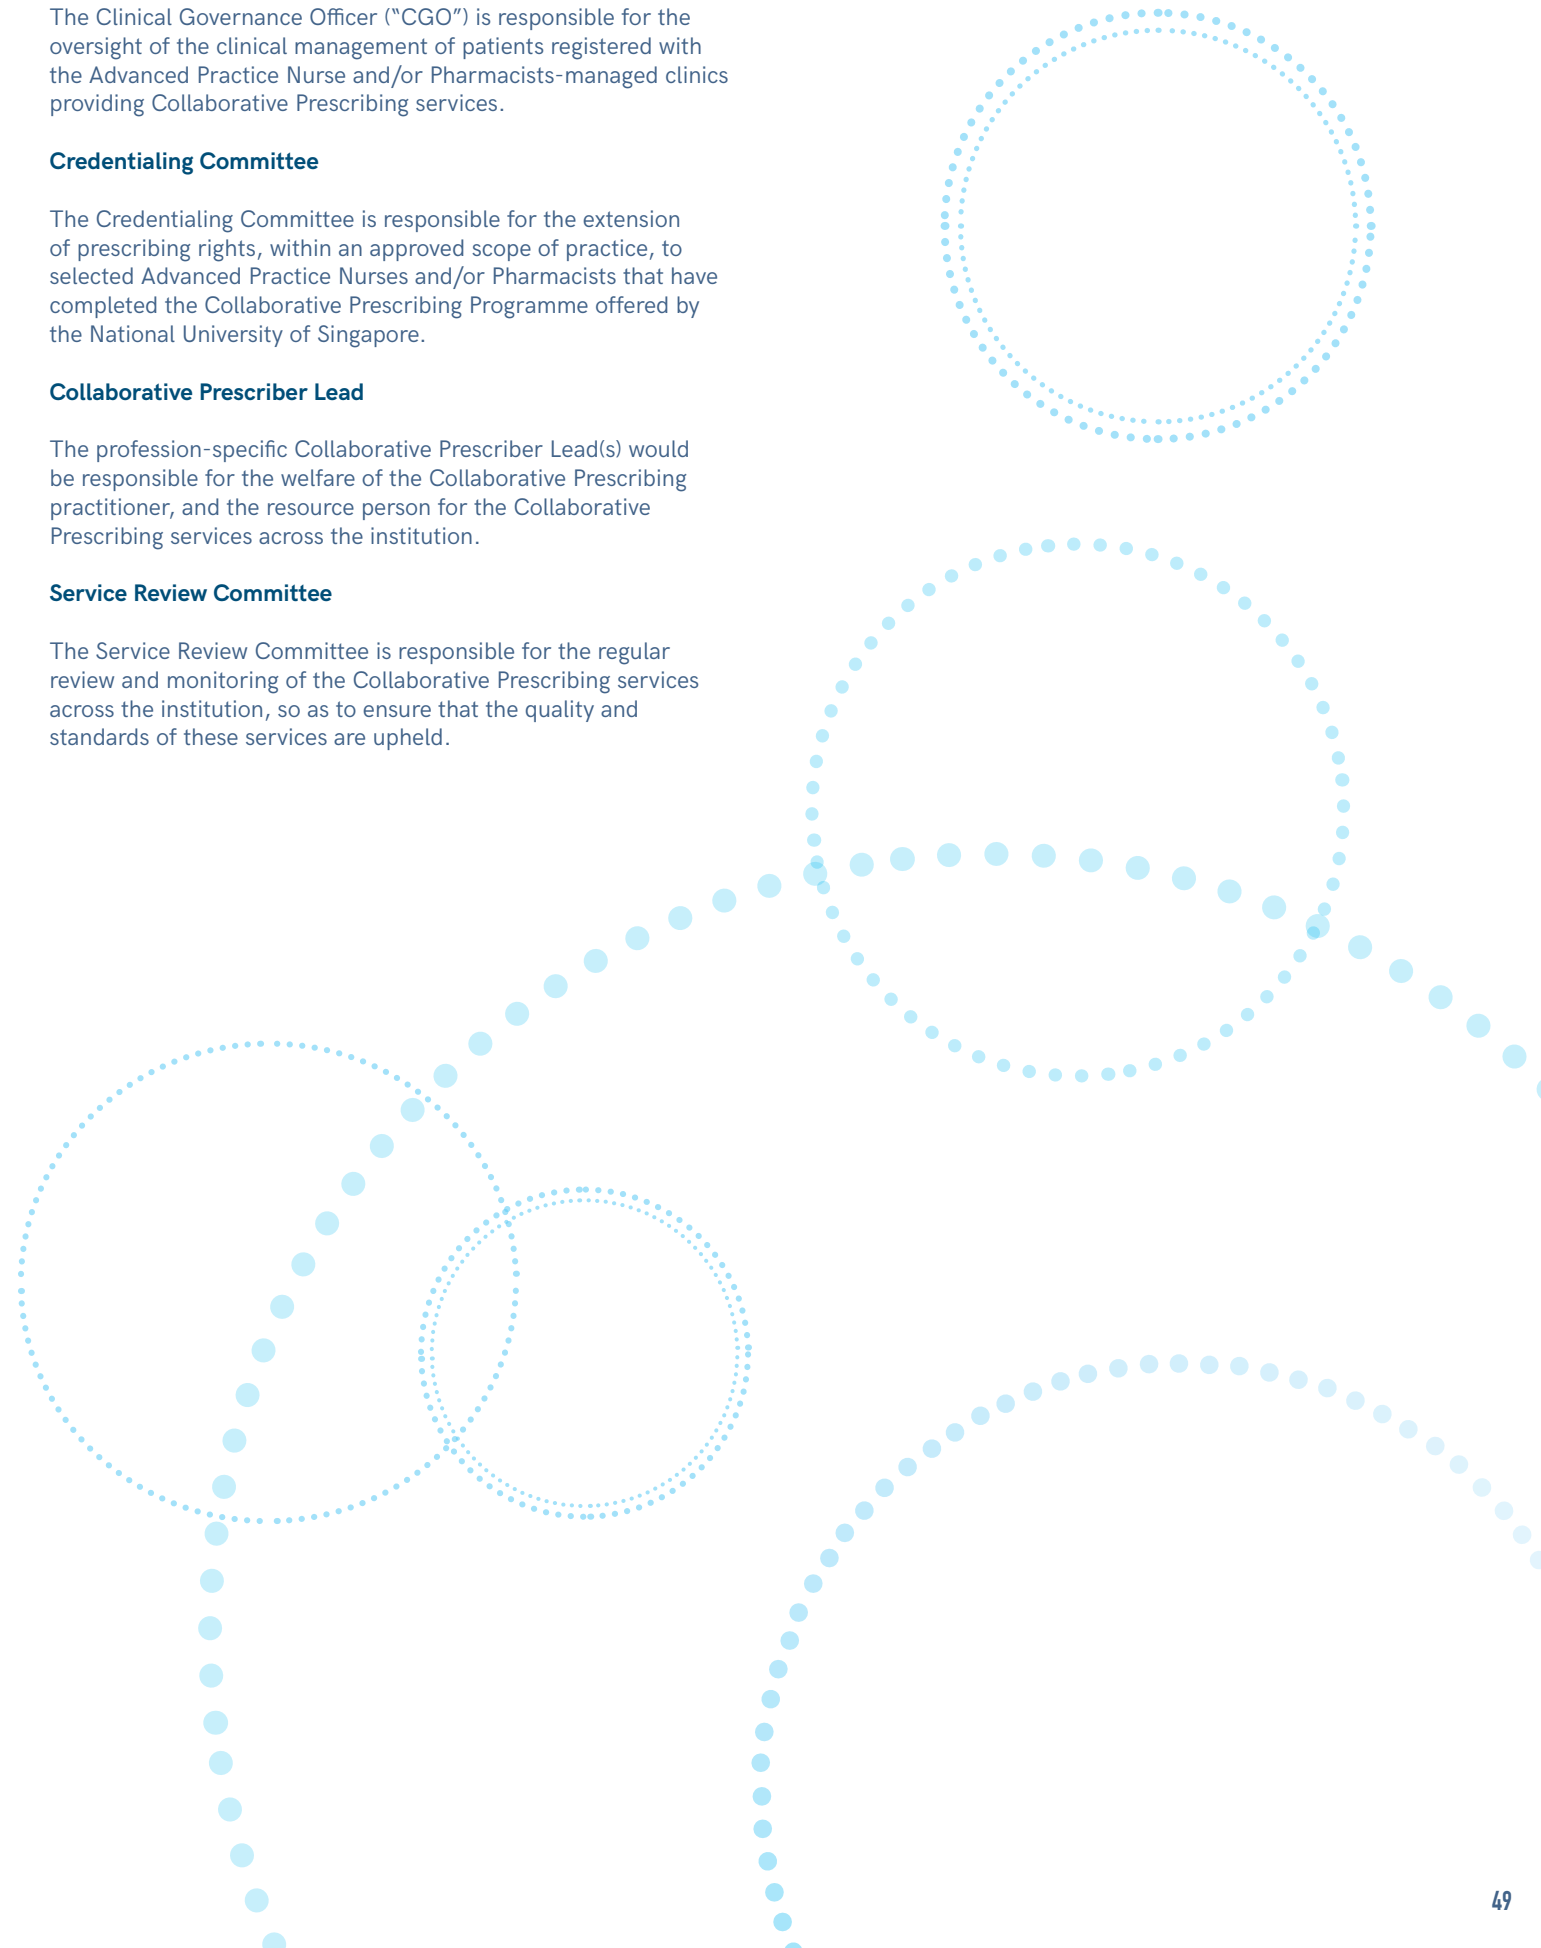 The Clinical Governance Officer (“CGO”) is responsible for the
oversight of the clinical management of patients registered with
the Advanced Practice Nurse and/or Pharmacists-managed clinics
providing Collaborative Prescribing services.
Credentialing Committee
The Credentialing Committee is responsible for the extension
of prescribing rights, within an approved scope of practice, to
selected Advanced Practice Nurses and/or Pharmacists that have
completed the Collaborative Prescribing Programme offered by
the National University of Singapore.
Collaborative Prescriber Lead
The profession-specific Collaborative Prescriber Lead(s) would
be responsible for the welfare of the Collaborative Prescribing
practitioner, and the resource person for the Collaborative
Prescribing services across the institution.
Service Review Committee
The Service Review Committee is responsible for the regular
review and monitoring of the Collaborative Prescribing services
across the institution, so as to ensure that the quality and
standards of these services are upheld.
49